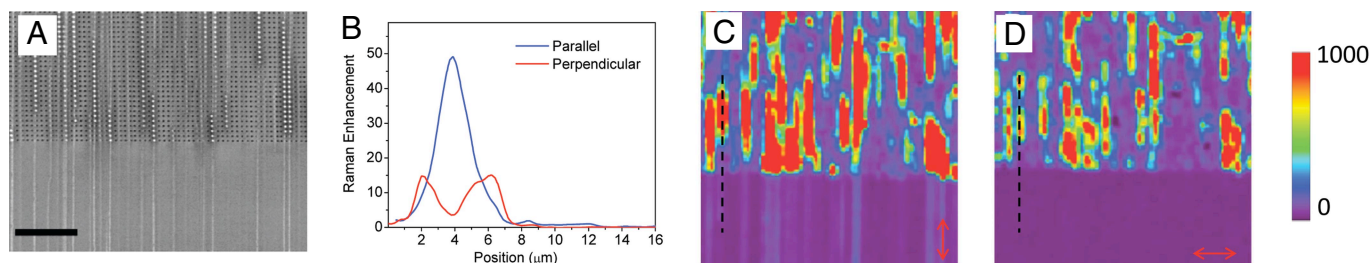 A
B
Raman Enhancement
50
40
30
20
10
0
Parallel
Perpendicular
2 4 6 8 10 12 14 16
Position (μm)
C
D
1000
0